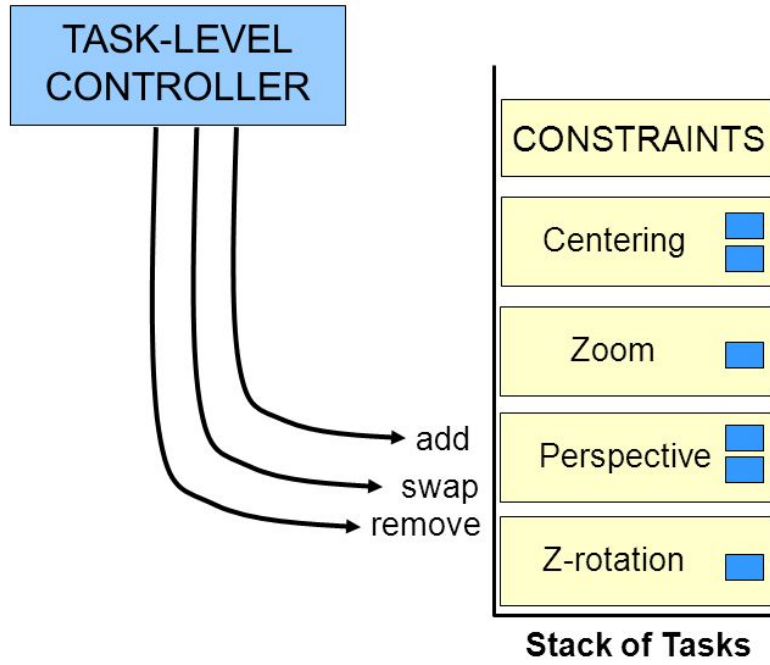 TASK-LEVEL
CONTROLLER
CONSTRAINTS
Centering
Zoom
add
Perspective
swap
remove
Z-rotation
Stack of Tasks